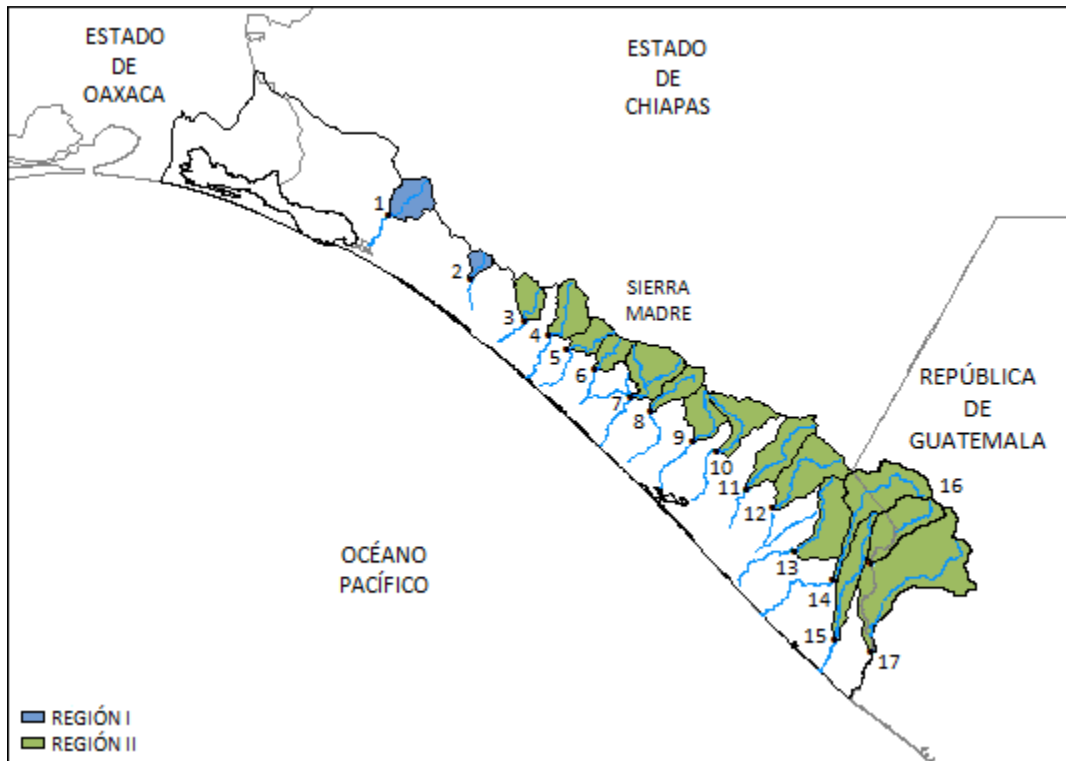 ESTADO
DE
OAXACA
ESTADO
DE
CHIAPAS
1
2
SIERRA
MADRE
3
4
5
6
7
8
9
10
11
12
13
14
15
16
17
REPÚBLICA
DE
GUATEMALA
OCÉANO
PACÍFICO
REGIÓN I
REGIÓN II